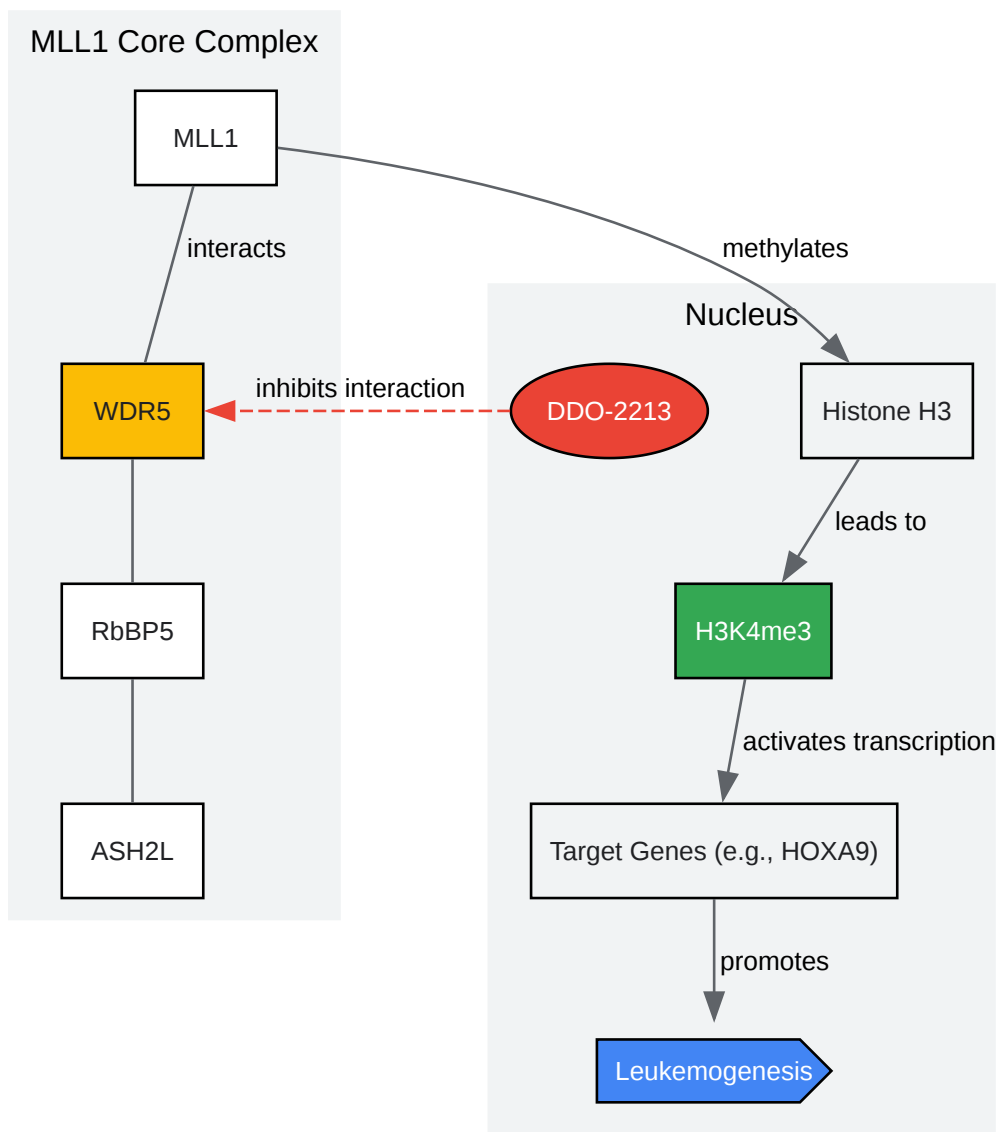 MLL1 Core Complex
MLL1
interacts
methylates
Nucleus
WDR5
inhibits interaction
DDO-2213
Histone H3
leads to
RbBP5
H3K4me3
activates transcription
ASH2L
Target Genes (e.g., HOXA9)
promotes
Leukemogenesis